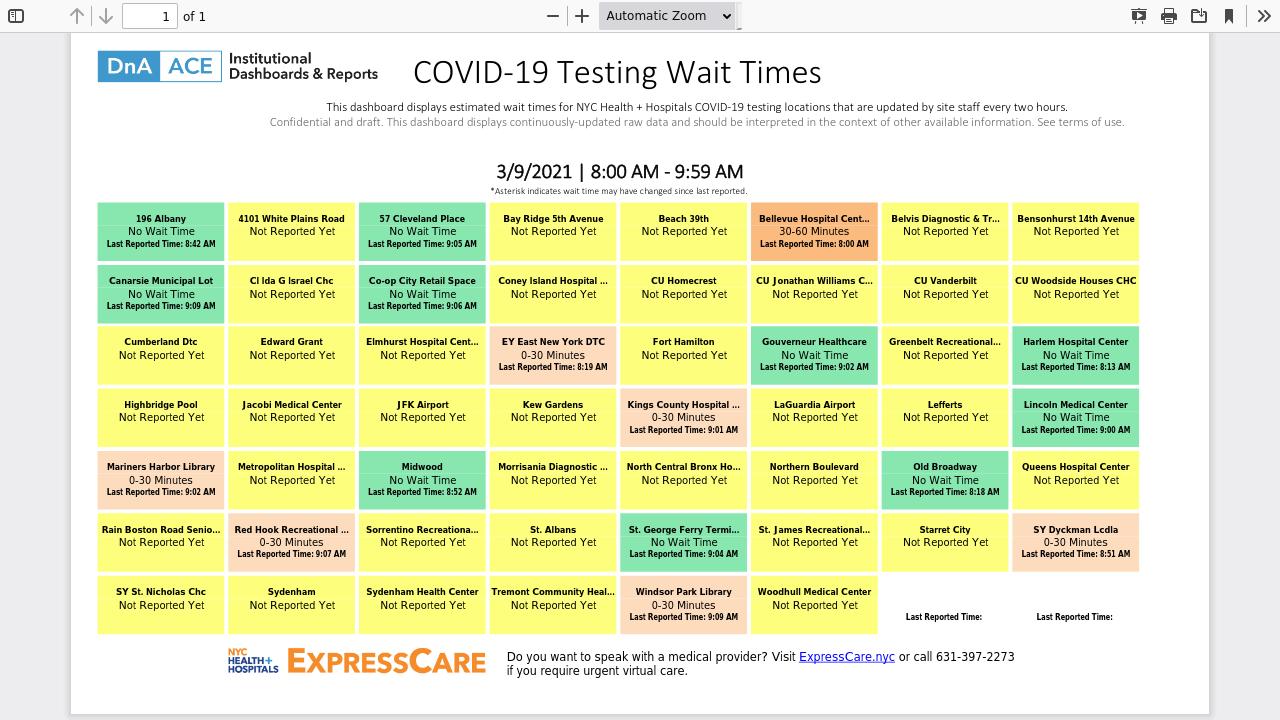 1 of 1
Automatic Zoom
DnA ACE Institutional
Dashboards & Reports
COVID-19 Testing Wait Times
This dashboard displays estimated wait times for NYC Health + Hospitals COVID-19 testing locations that are updated by site staff every two hours.
Confidential and draft. This dashboard displays continuously-updated raw data and should be interpreted in the context of other available information. See terms of use.
3/9/2021 | 8:00 AM - 9:59 AM
*Asterisk indicates wait time may have changed since last reported.
196 Albany
No Wait Time
Last Reported Time: 8:42 AM
4101 White Plains Road
Not Reported Yet
57 Cleveland Place
No Wait Time
Last Reported Time: 9:05 AM
Bay Ridge 5th Avenue
Not Reported Yet
Beach 39th
Not Reported Yet
Bellevue Hospital Cent...
30-60 Minutes
Last Reported Time: 8:00 AM
Belvis Diagnostic & Tr...
Not Reported Yet
Bensonhurst 14th Avenue
Not Reported Yet
Canarsie Municipal Lot
No Wait Time
Last Reported Time: 9:09 AM
Cl Ida G Israel Chc
Not Reported Yet
Co-op City Retail Space
No Wait Time
Last Reported Time: 9:06 AM
Coney Island Hospital ...
Not Reported Yet
CU Homecrest
Not Reported Yet
CU Jonathan Williams C...
Not Reported Yet
CU Vanderbilt
Not Reported Yet
CU Woodside Houses CHC
Not Reported Yet
Cumberland Dtc
Not Reported Yet
Edward Grant
Not Reported Yet
Elmhurst Hospital Cent...
Not Reported Yet
EY East New York DTC
0-30 Minutes
Last Reported Time: 8:19 AM
Fort Hamilton
Not Reported Yet
Gouverneur Healthcare
No Wait Time
Last Reported Time: 9:02 AM
Greenbelt Recreational...
Not Reported Yet
Harlem Hospital Center
No Wait Time
Last Reported Time: 8:13 AM
Highbridge Pool
Not Reported Yet
Jacobi Medical Center
Not Reported Yet
JFK Airport
Not Reported Yet
Kew Gardens
Not Reported Yet
Kings County Hospital ...
0-30 Minutes
Last Reported Time: 9:01 AM
LaGuardia Airport
Not Reported Yet
Lefferts
Not Reported Yet
Lincoln Medical Center
No Wait Time
Last Reported Time: 9:00 AM
Mariners Harbor Library
0-30 Minutes
Last Reported Time: 9:02 AM
Metropolitan Hospital ...
Not Reported Yet
Midwood
No Wait Time
Last Reported Time: 8:52 AM
Morrisania Diagnostic ...
Not Reported Yet
North Central Bronx Ho...
Not Reported Yet
Northern Boulevard
Not Reported Yet
Old Broadway
No Wait Time
Last Reported Time: 8:18 AM
Queens Hospital Center
Not Reported Yet
Rain Boston Road Senio...
Not Reported Yet
Red Hook Recreational ...
0-30 Minutes
Last Reported Time: 9:07 AM
Sorrentino Recreationa...
Not Reported Yet
St. Albans
Not Reported Yet
St. George Ferry Termi...
No Wait Time
Last Reported Time: 9:04 AM
St. James Recreational...
Not Reported Yet
Starret City
Not Reported Yet
SY Dyckman Lcdla
0-30 Minutes
Last Reported Time: 8:51 AM
SY St. Nicholas Chc
Not Reported Yet
Sydenham
Not Reported Yet
Sydenham Health Center
Not Reported Yet
Tremont Community Heal...
Not Reported Yet
Windsor Park Library
0-30 Minutes
Last Reported Time: 9:09 AM
Woodhull Medical Center
Not Reported Yet
Last Reported Time:
Last Reported Time:
NYC
HEALTH+
HOSPITALS
EXPRESSCARE
Do you want to speak with a medical provider? Visit ExpressCare.nyc or call 631-397-2273
if you require urgent virtual care.